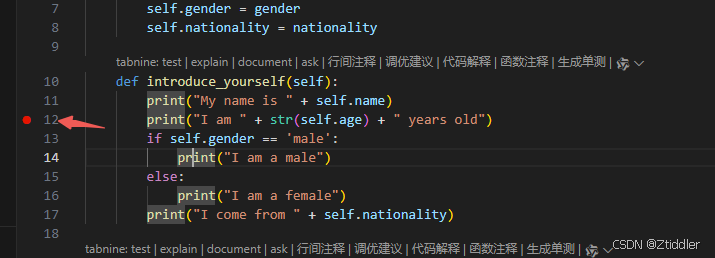 7 self.gender = gender
8 self.nationality = nationality
9
tabnine: test | explain | document | ask | 行间注释 | 调优建议 | 代码解释 | 函数注释 | 生成单测 |
10 def introduce_yourself(self):
11 print("My name is " + self.name)
12 print("I am " + str(self.age) + " years old")
13 if self.gender == 'male':
14 print("I am a male")
15 else:
16 print("I am a female")
17 print("I come from " + self.nationality)
tabnine: test | explain | document | ask | 行间注释 | 调优建议 | 代码解释 | 函数注释 | 生成单测 |
CSDN @Ztiddler